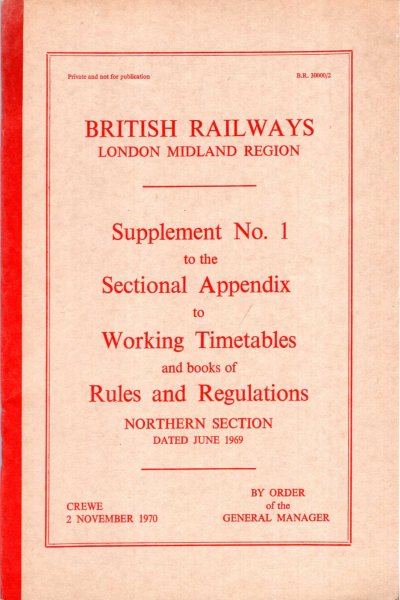 Private and not for publication
B.R. 30000/2
BRITISH RAILWAYS
LONDON MIDLAND REGION
Supplement No. 1
to the
Sectional Appendix
to
Working Timetables
and books of
Rules and Regulations
NORTHERN SECTION
DATED JUNE 1969
CREWE
2 NOVEMBER 1970
BY ORDER
of the
GENERAL MANAGER